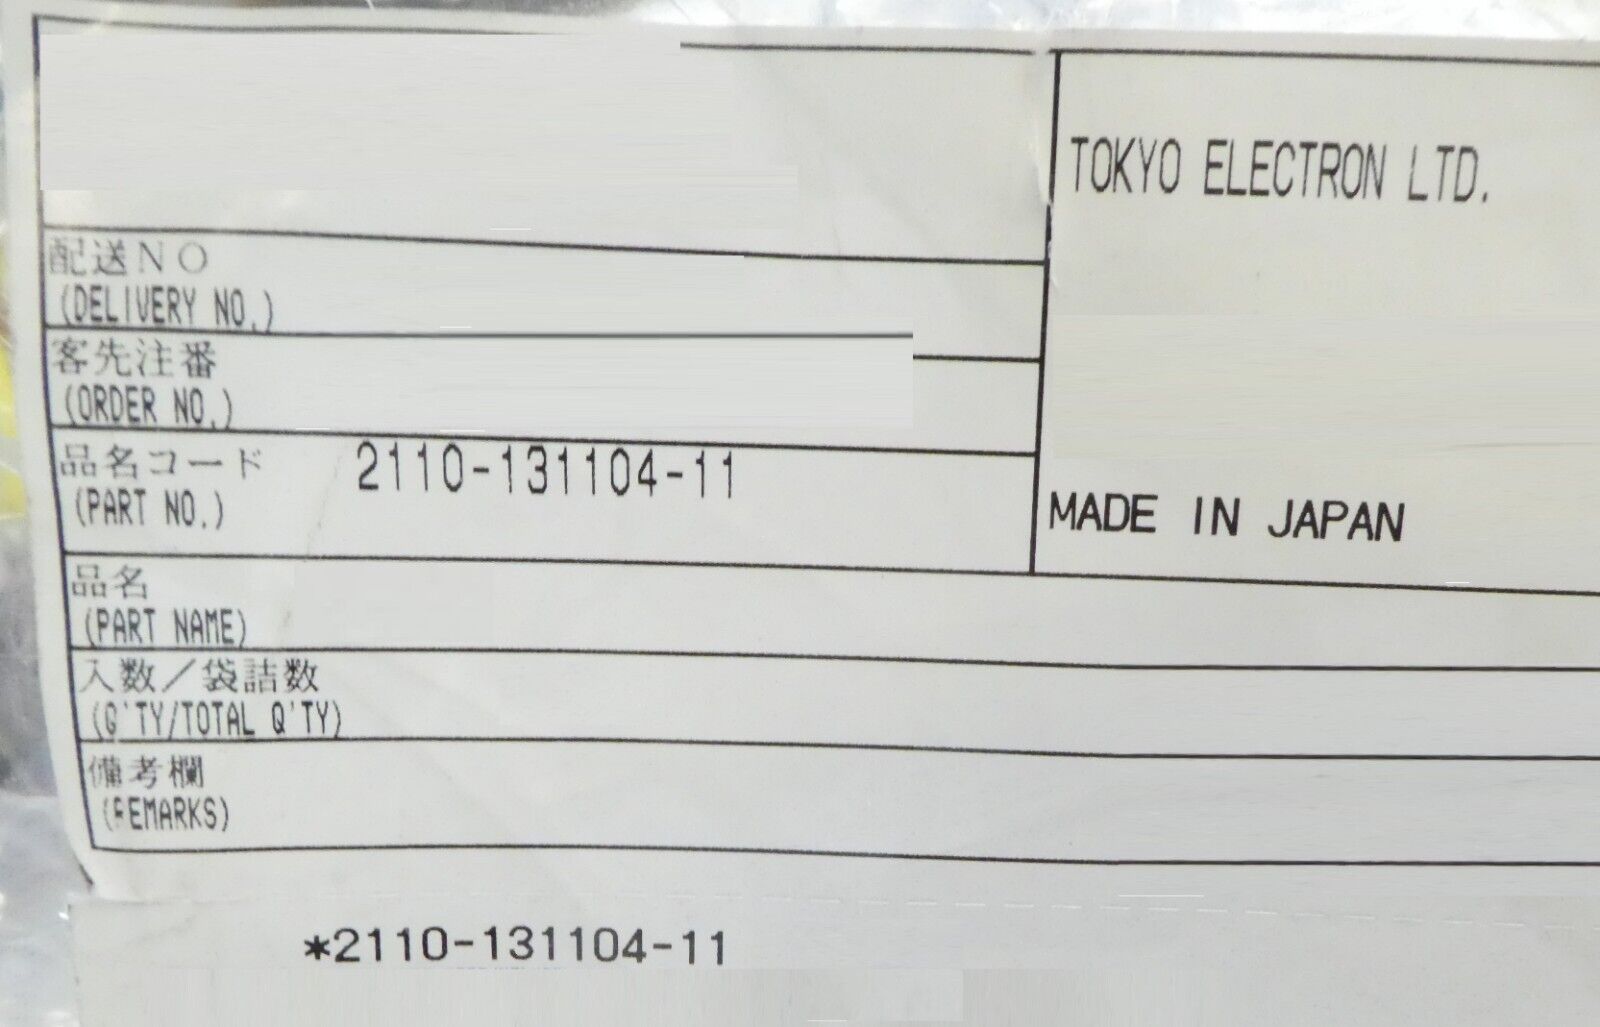 TOKYO ELECTRON LTD.
配送NO
(DELIVERY NO.)
客先注番
(ORDER NO.)
品名コード 2110-131104-11
(PART NO.)
MADE IN JAPAN
品名
(PART NAME)
入数/袋詰数
(Q'TY/TOTAL Q'TY)
備考欄
(REMARKS)
*2110-131104-11